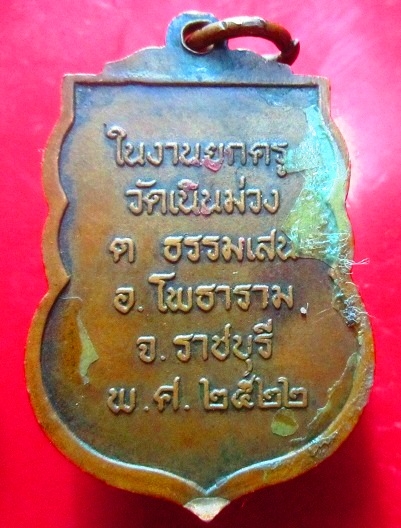 ในงานยกครู
วัดเนินม่วง
ต ธรรมเสน
อ. โพธาราม
จ. ราชบุรี
พ.ศ. ๒๕๒๒